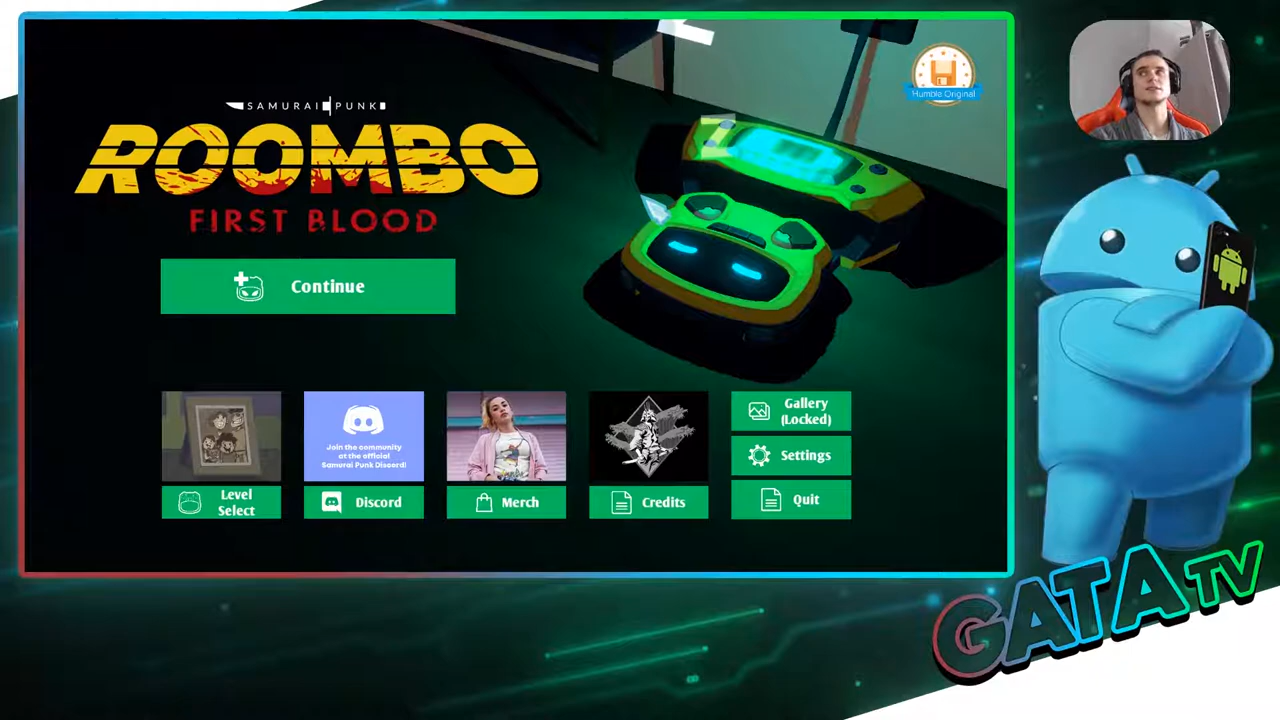 SAMURAI PUNK
ROOMBO
FIRST BLOOD
Humble Original
Continue
Join the community
at the official
Samurai Punk Discord!
Level
Select
Discord
Merch
Credits
Gallery
(Locked)
Settings
Quit
GATA TV